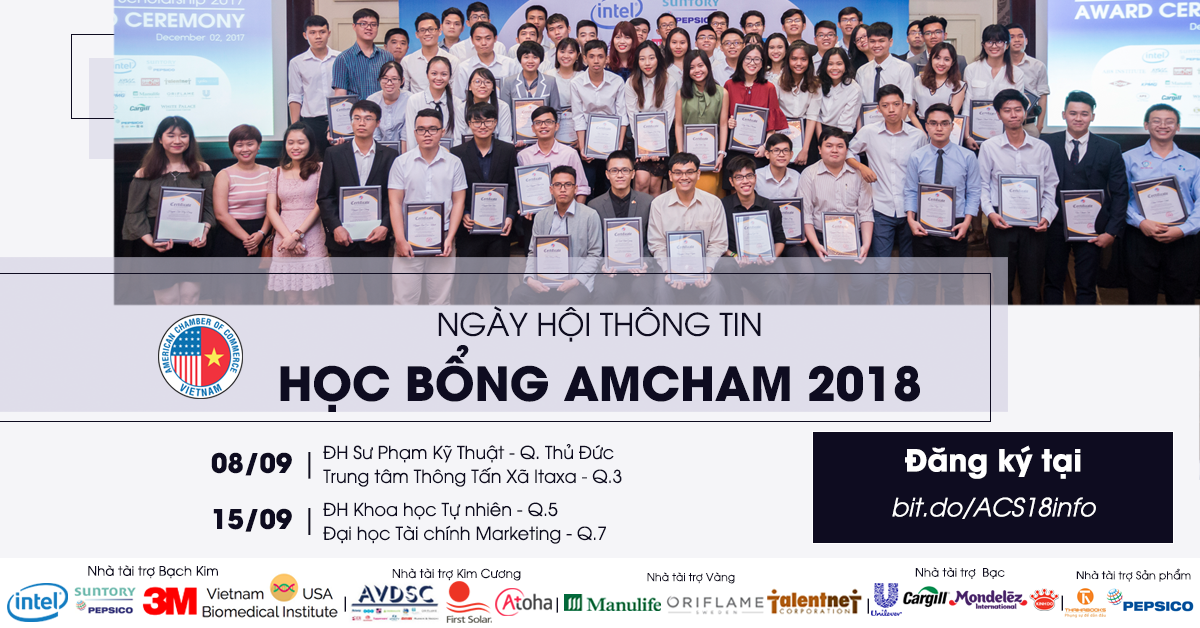 Scholarship 2017
D CEREMONY
December 02, 2017
intel
SUNTORY
PEPSICO
AWARD CER
NGÀY HỘI THÔNG TIN
HỌC BỔNG AMCHAM 2018
AMERICAN CHAMBER OF COMMERCE
VIETNAM
08/09
ĐH Sư Phạm Kỹ Thuật - Q. Thủ Đức
Trung tâm Thông Tấn Xã Itaxa - Q.3
15/09
ĐH Khoa học Tự nhiên - Q.5
Đại học Tài chính Marketing - Q.7
Đăng ký tại
bit.do/ACS18info
Nhà tài trợ Bạch Kim
intel
SUNTORY
PEPSICO
3M
Vietnam USA
Biomedical Institute
Nhà tài trợ Kim Cương
AVDSC
First Solar.
Atoha
Nhà tài trợ Vàng
Manulife
ORIFLAME
SWEDEN
talentnet
CORPORATION
Nhà tài trợ Bạc
Unilever
Cargill
Mondelēz
International
Nhà tài trợ Sản phẩm
THAIHABOOKS
PEPSICO